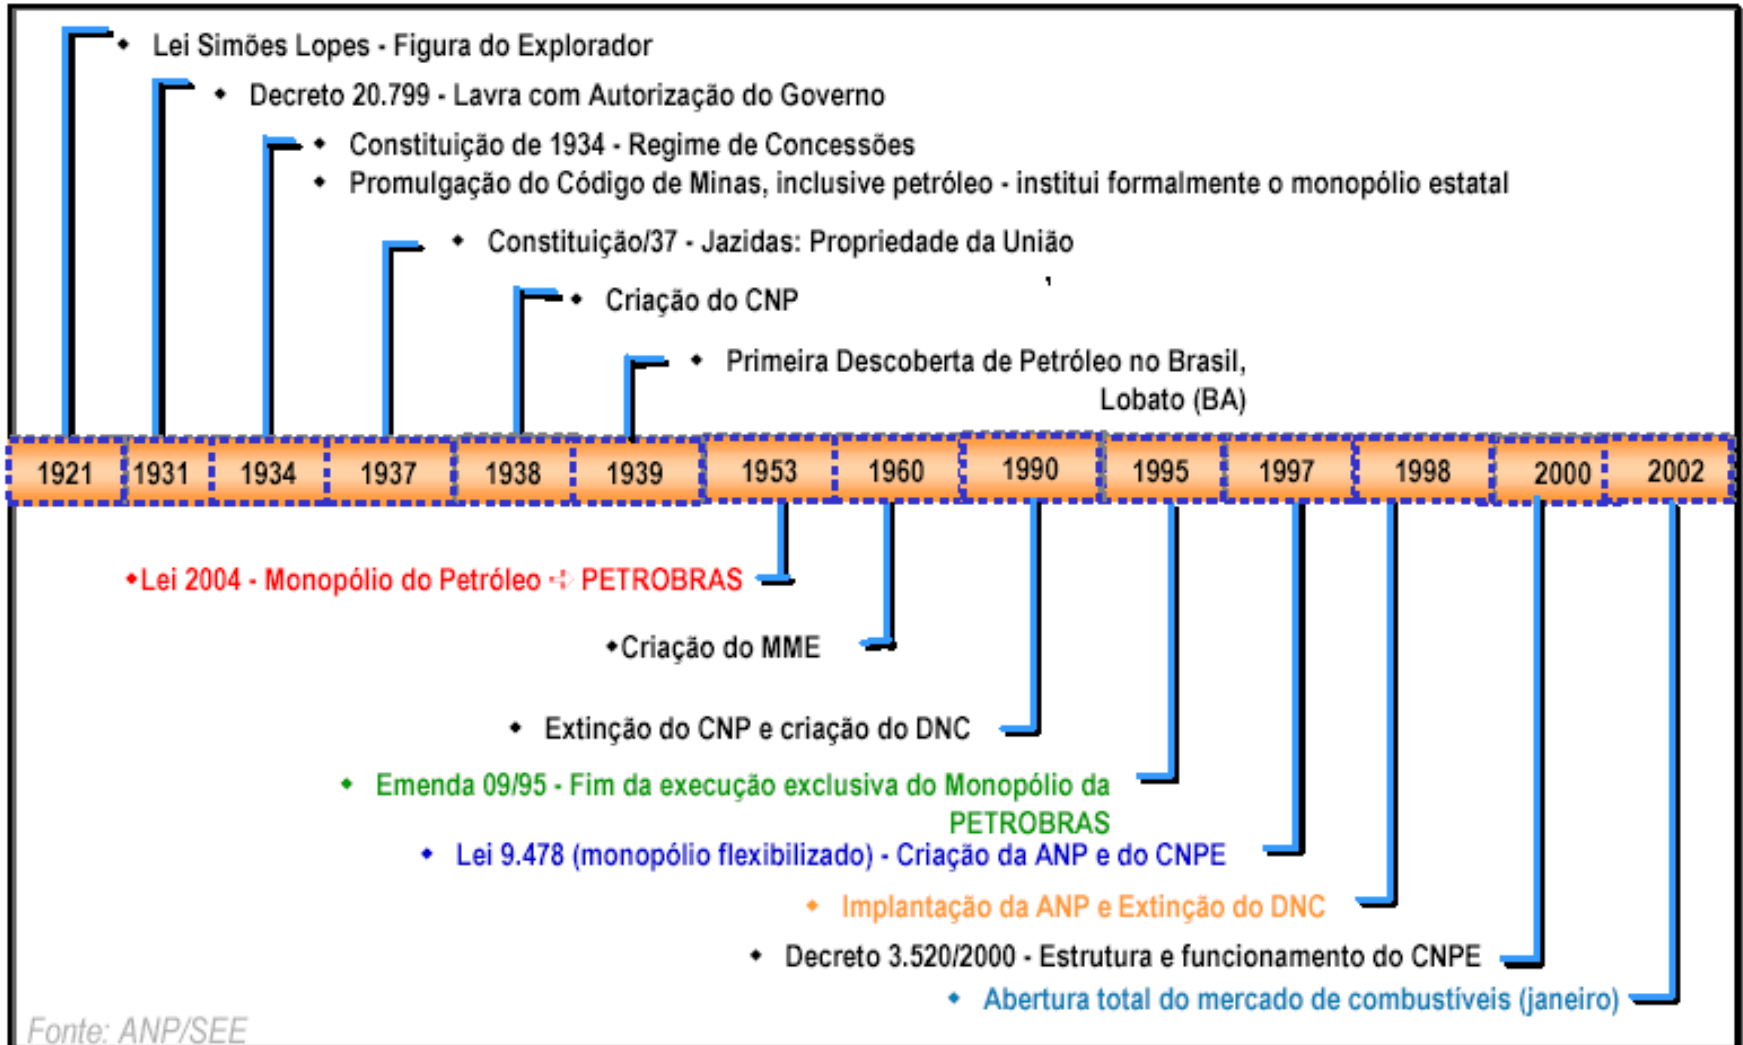 ◆ Lei Simões Lopes - Figura do Explorador
◆ Decreto 20.799 - Lavra com Autorização do Governo
◆ Constituição de 1934 - Regime de Concessões
◆ Promulgação do Código de Minas, inclusive petróleo - institui formalmente o monopólio estatal
◆ Constituição/37 - Jazidas: Propriedade da União
◆ Criação do CNP
◆ Primeira Descoberta de Petróleo no Brasil,
Lobato (BA)
1921 1931 1934 1937 1938 1939 1953 1960 1990 1995 1997 1998 2000 2002
◆Lei 2004 - Monopólio do Petróleo ➪ PETROBRAS
◆Criação do MME
◆ Extinção do CNP e criação do DNC
◆ Emenda 09/95 - Fim da execução exclusiva do Monopólio da
PETROBRAS
◆ Lei 9.478 (monopólio flexibilizado) - Criação da ANP e do CNPE
◆ Implantação da ANP e Extinção do DNC
◆ Decreto 3.520/2000 - Estrutura e funcionamento do CNPE
◆ Abertura total do mercado de combustíveis (janeiro)
Fonte: ANP/SEE